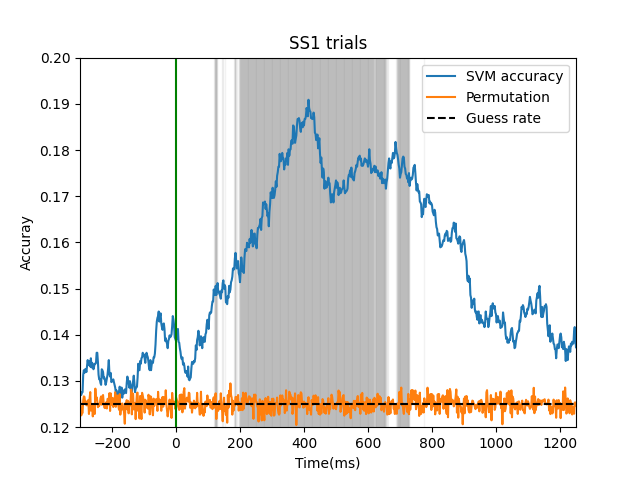 SS1 trials
0.20
0.19
0.18
0.17
0.16
0.15
0.14
0.13
0.12
Accuray
SVM accuracy
Permutation
Guess rate
−200 0 200 400 600 800 1000 1200
Time(ms)